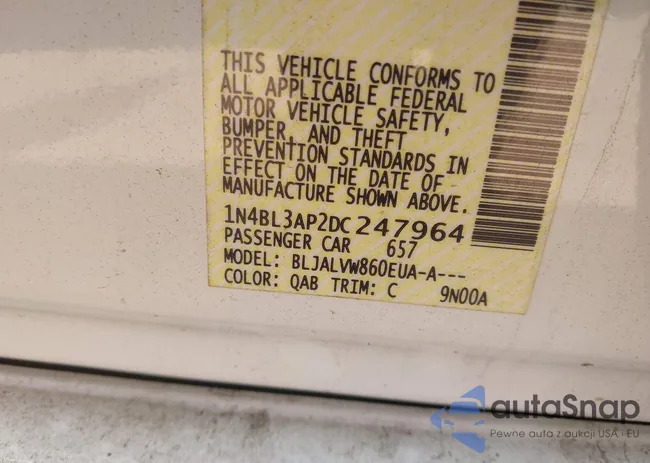 THIS VEHICLE CONFORMS TO
ALL APPLICABLE FEDERAL
MOTOR VEHICLE SAFETY,
BUMPER, AND THEFT
PREVENTION STANDARDS IN
EFFECT ON THE DATE OF
MANUFACTURE SHOWN ABOVE.
1N4BL3AP2DC247964
PASSENGER CAR 657
MODEL: BLJALVW860EUA-A---
COLOR: QAB TRIM: C 9N00A
autoSnap
Pewne auta z aukcji USA i EU